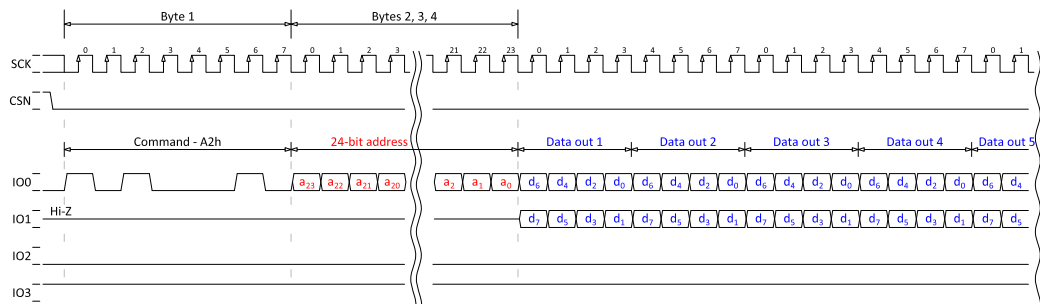 Byte 1 Bytes 2, 3, 4
0 1 2 3 4 5 6 7 0 1 2 3 21 22 23 0 1 2 3 4 5 6 7 0 1 2 3 4 5 6 7 0 1
SCK
CSN
Command - A2h 24-bit address Data out 1 Data out 2 Data out 3 Data out 4 Data out 5
IO0 a23 a22 a21 a20 a2 a1 a0 d6 d4 d2 d0 d6 d4 d2 d0 d6 d4 d2 d0 d6 d4 d2 d0 d6 d4
Hi-Z
IO1 d7 d5 d3 d1 d7 d5 d3 d1 d7 d5 d3 d1 d7 d5 d3 d1 d7 d5
IO2
IO3